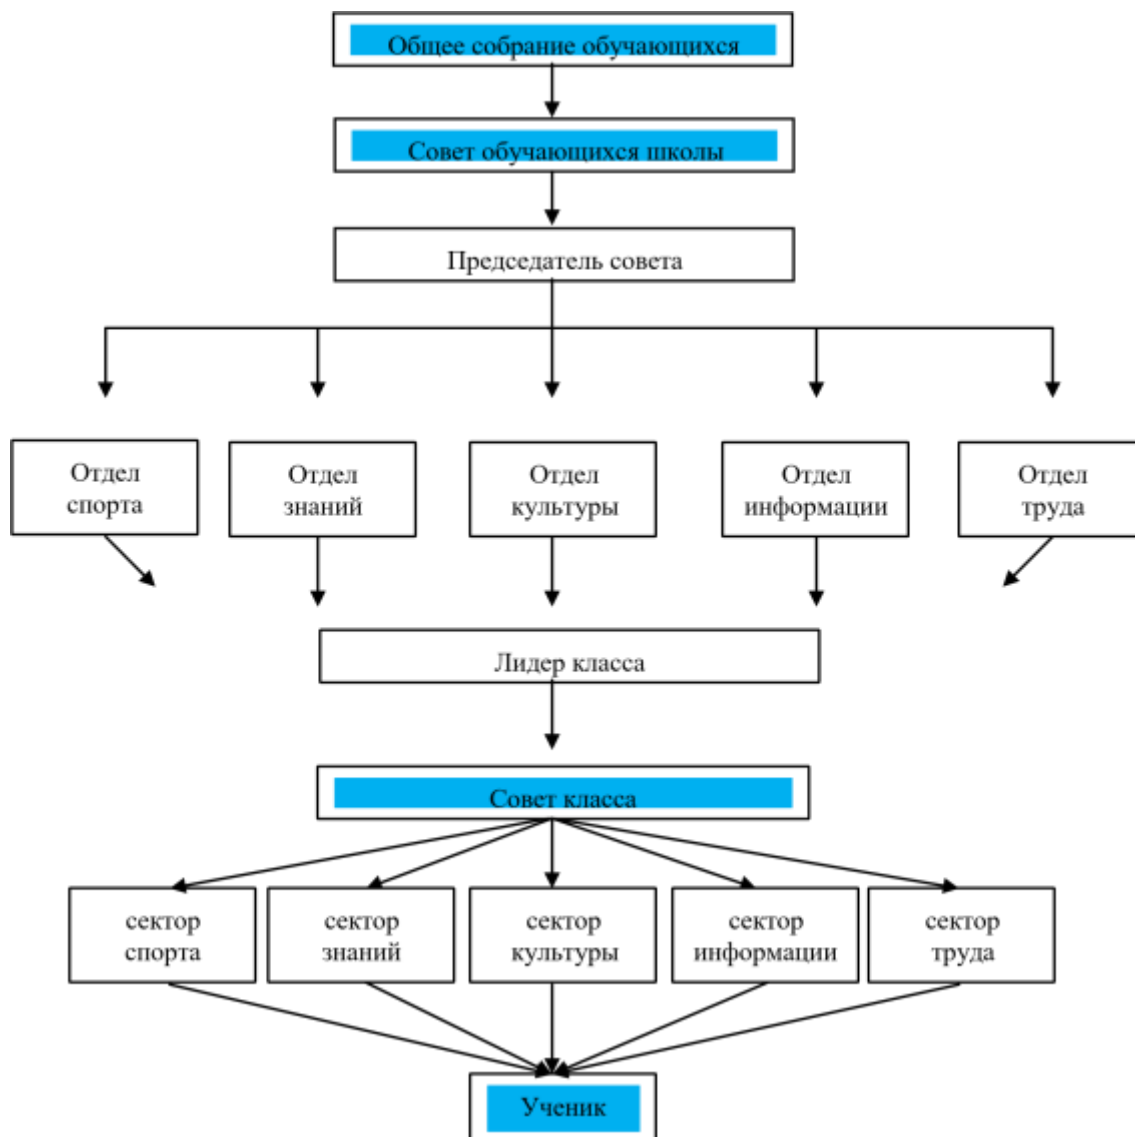 Общее собрание обучающихся
Совет обучающихся школы
Председатель совета
Отдел
спорта
Отдел
знаний
Отдел
культуры
Отдел
информации
Отдел
труда
Лидер класса
Совет класса
сектор
спорта
сектор
знаний
сектор
культуры
сектор
информации
сектор
труда
Ученик